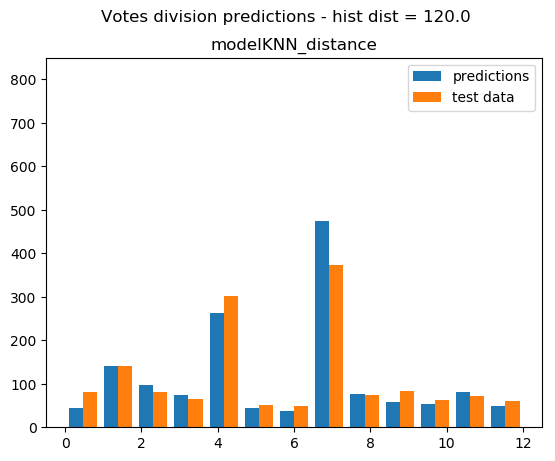 Votes division predictions - hist dist = 120.0
modelKNN_distance
predictions
test data
800
700
600
500
400
300
200
100
0
0 2 4 6 8 10 12